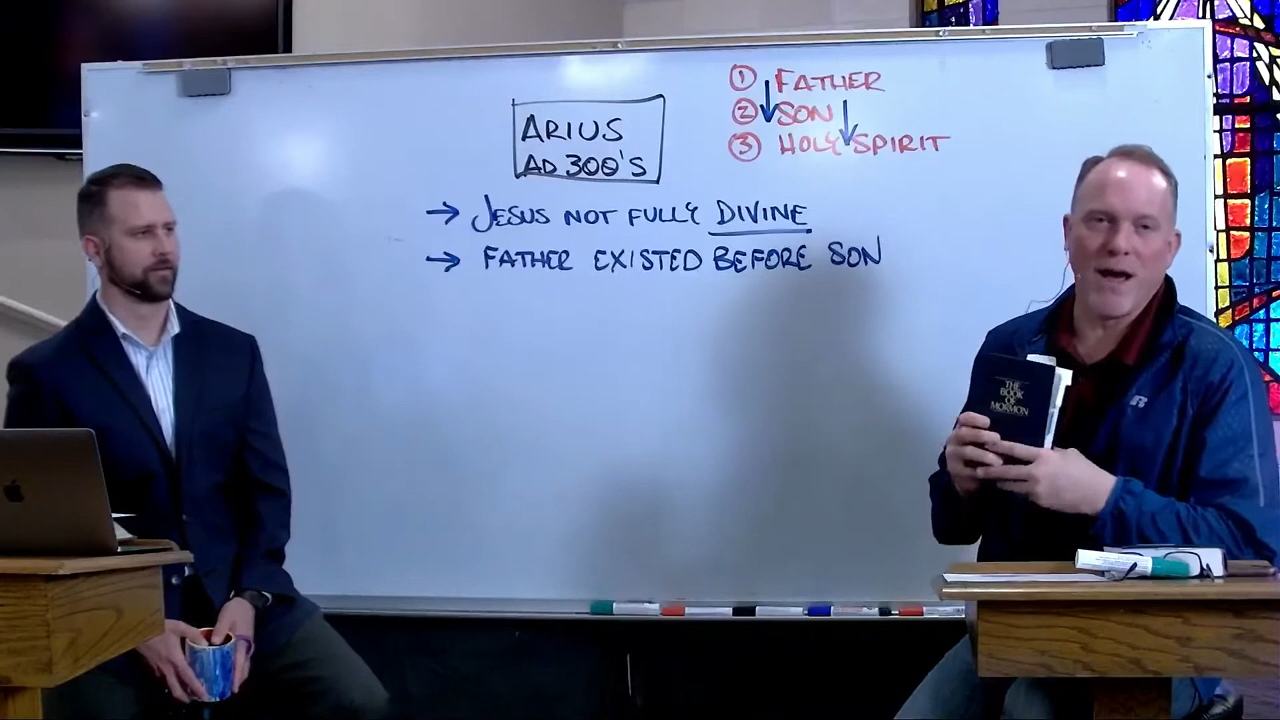 ① FATHER
② SON
③ HOLY SPIRIT
ARIUS
AD 300'S
→ JESUS NOT FULLY DIVINE
→ FATHER EXISTED BEFORE SON
THE
BOOK
OF
MORMON
R